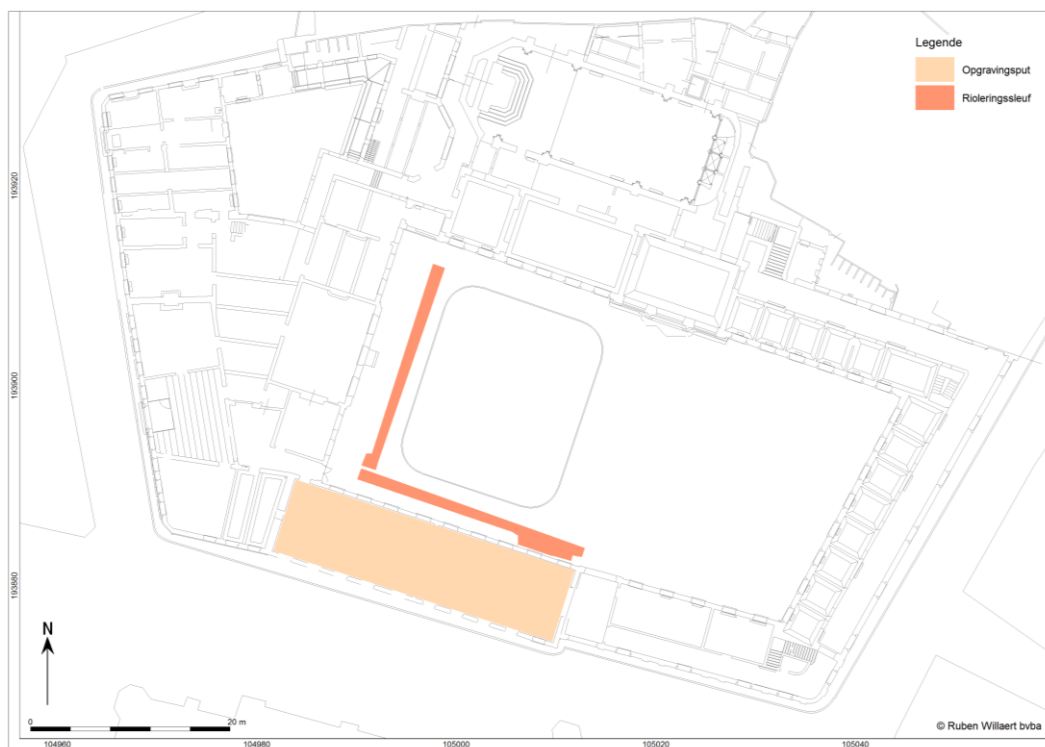 Legende
Opgravingsput
Rioleringssleuf
193920
193900
193880
N
0 20 m
© Ruben Willaert bvba
104960 104980 105000 105020 105040